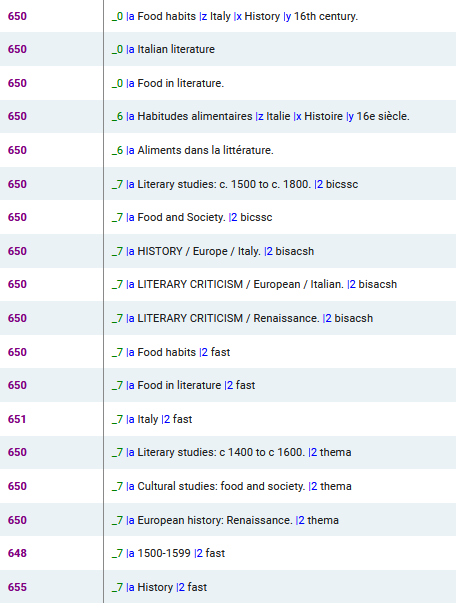 650 _0 |a Food habits |z Italy |x History |y 16th century.
650 _0 |a Italian literature
650 _0 |a Food in literature.
650 _6 |a Habitudes alimentaires |z Italie |x Histoire |y 16e siècle.
650 _6 |a Aliments dans la littérature.
650 _7 |a Literary studies: c. 1500 to c. 1800. |2 bicssc
650 _7 |a Food and Society. |2 bicssc
650 _7 |a HISTORY / Europe / Italy. |2 bisacsh
650 _7 |a LITERARY CRITICISM / European / Italian. |2 bisacsh
650 _7 |a LITERARY CRITICISM / Renaissance. |2 bisacsh
650 _7 |a Food habits |2 fast
650 _7 |a Food in literature |2 fast
651 _7 |a Italy |2 fast
650 _7 |a Literary studies: c 1400 to c 1600. |2 thema
650 _7 |a Cultural studies: food and society. |2 thema
650 _7 |a European history: Renaissance. |2 thema
648 _7 |a 1500-1599 |2 fast
655 _7 |a History |2 fast